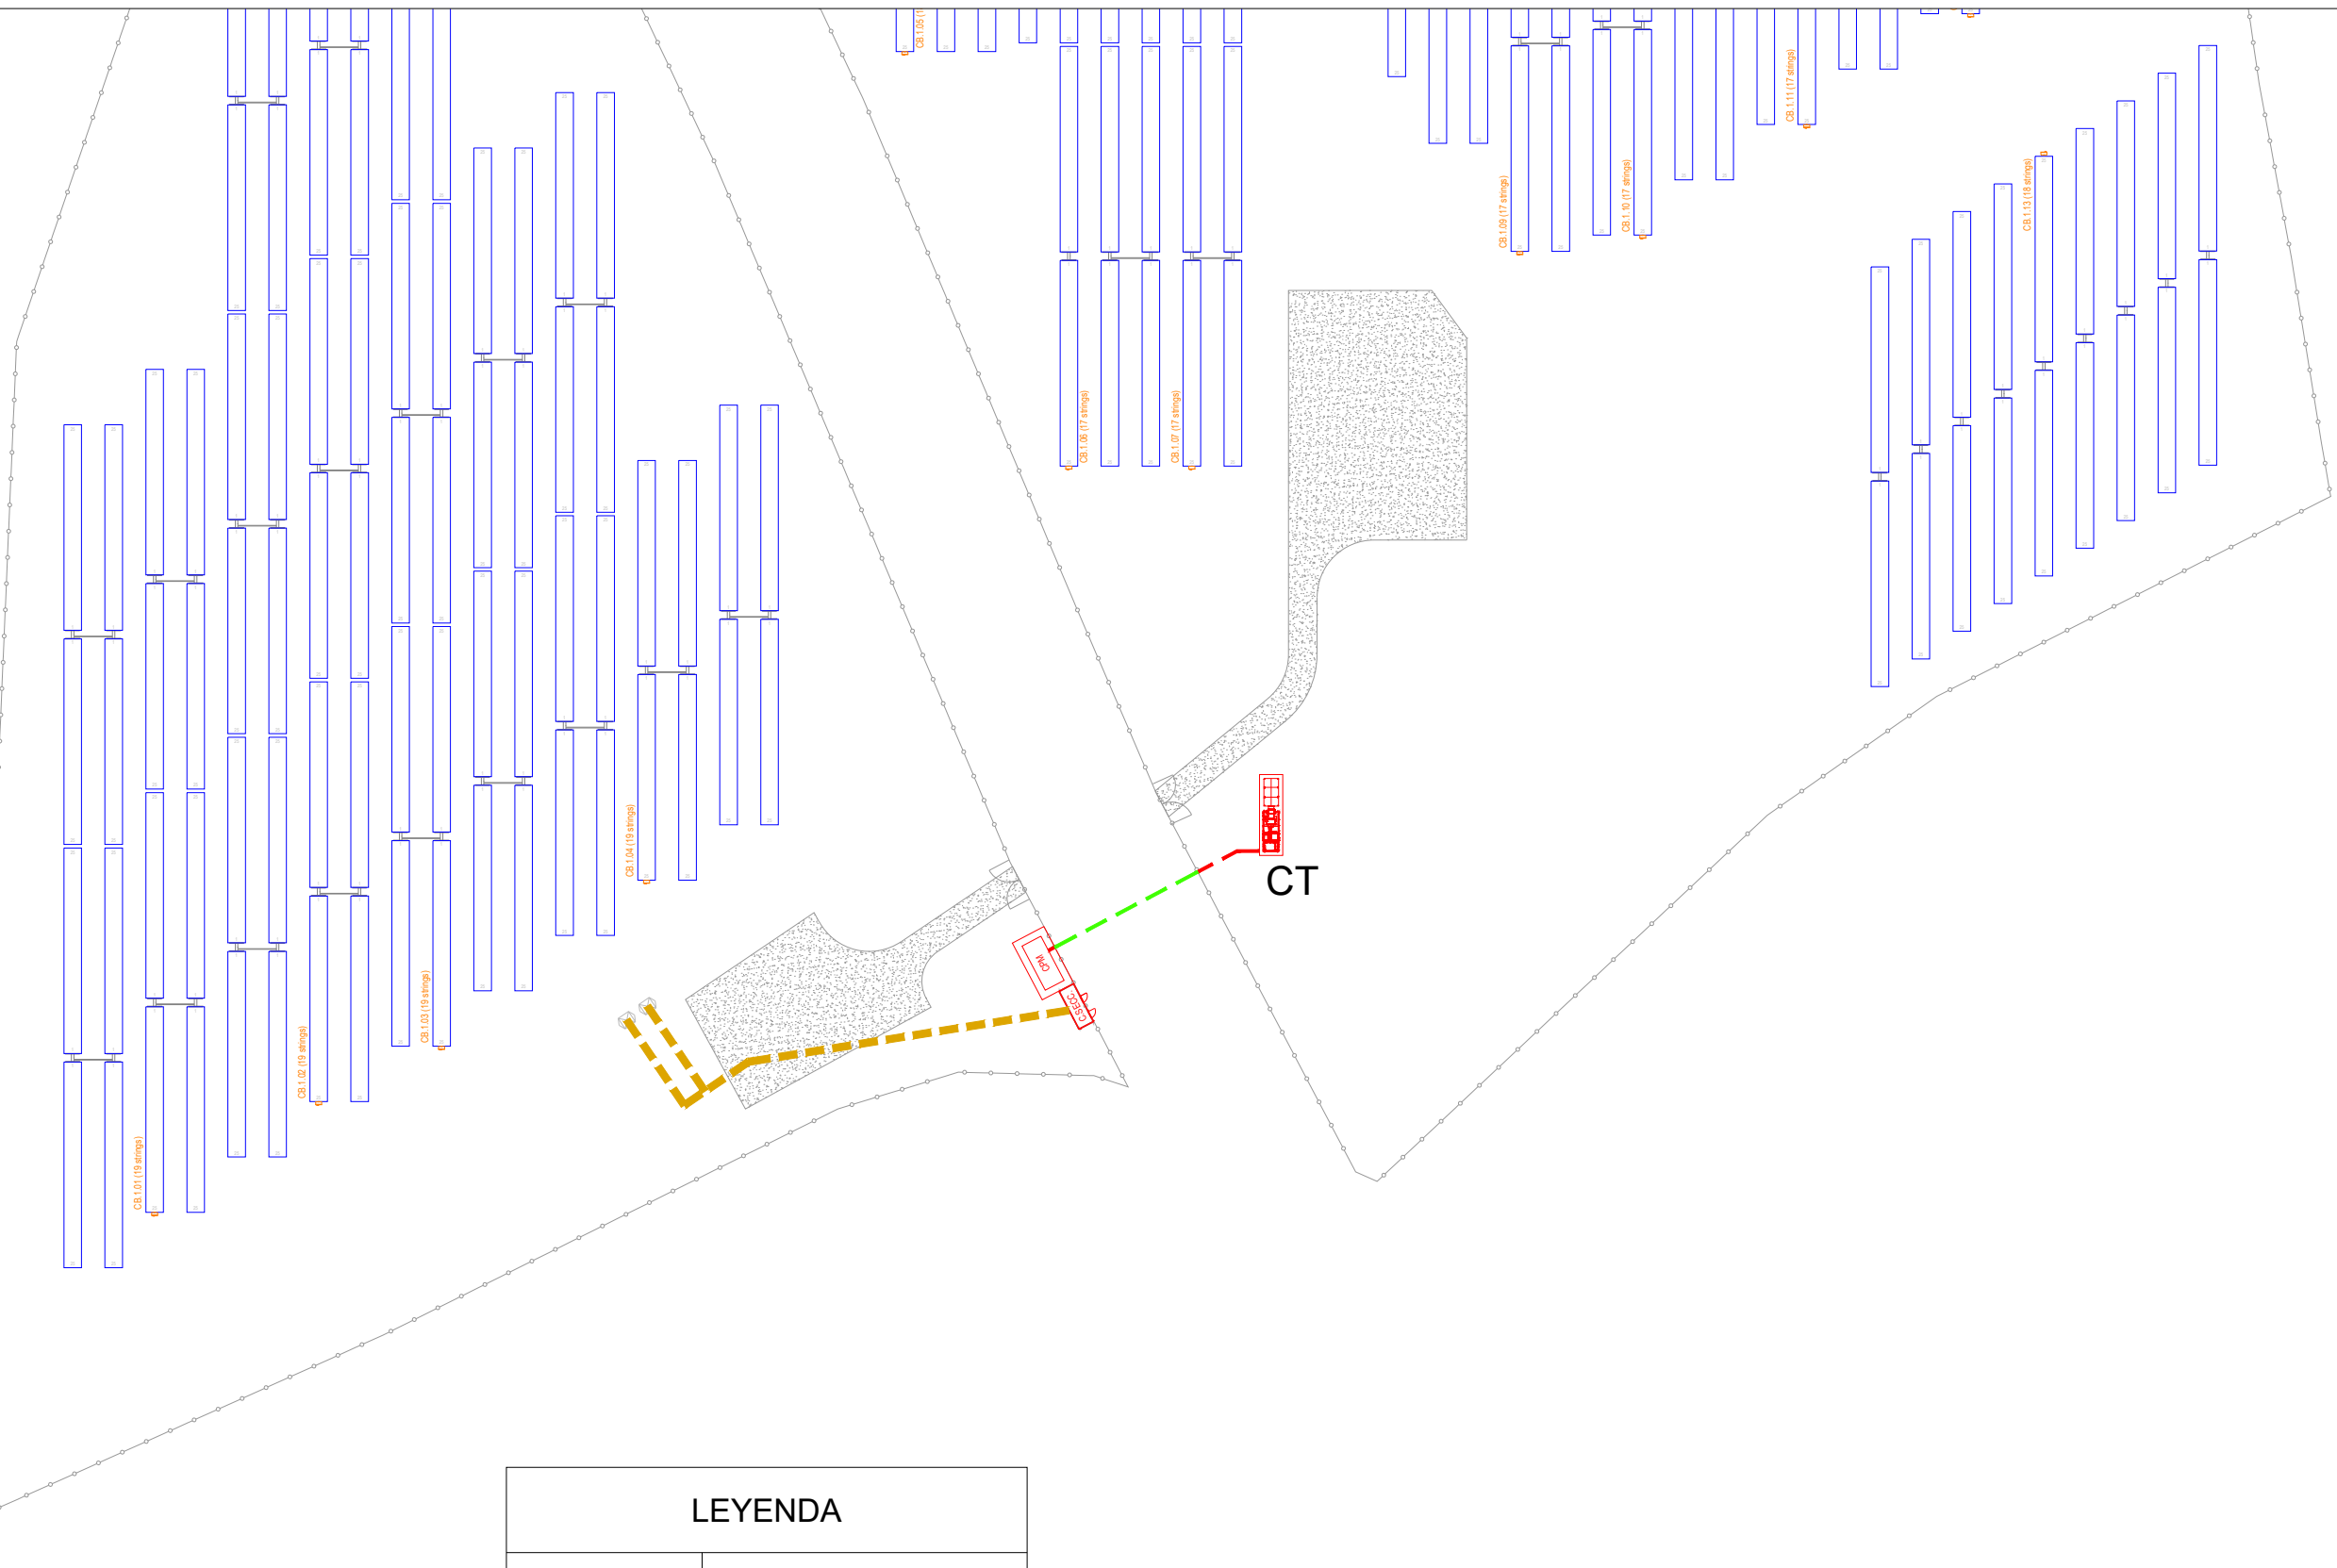 CB.1.05 (1
CB.1.11 (17 strings)
CB.1.09 (17 strings)
CB.1.10 (17 strings)
CB.1.13 (18 strings)
CB.1.06 (17 strings)
CB.1.07 (17 strings)
CB.1.04 (19 strings)
CT
CPM
C.SECC.
CB.1.03 (19 strings)
CB.1.02 (19 strings)
CB.1.01 (19 strings)
LEYENDA